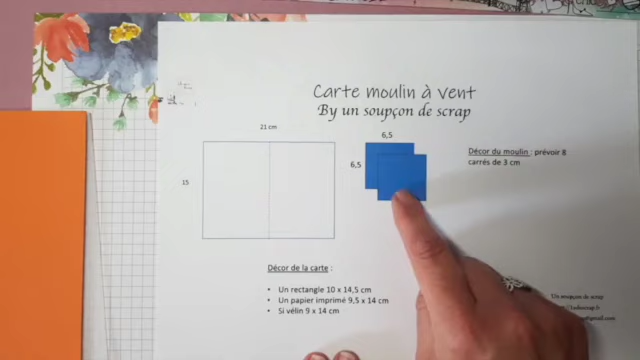 Carte moulin à vent
By un soupçon de scrap
21 cm
15
6,5
6,5
Décor du moulin : prévoir 8
carrés de 3 cm
Décor de la carte :
• Un rectangle 10 x 14,5 cm
• Un papier imprimé 9,5 x 14 cm
• Si vélin 9 x 14 cm
Un soupçon de scrap